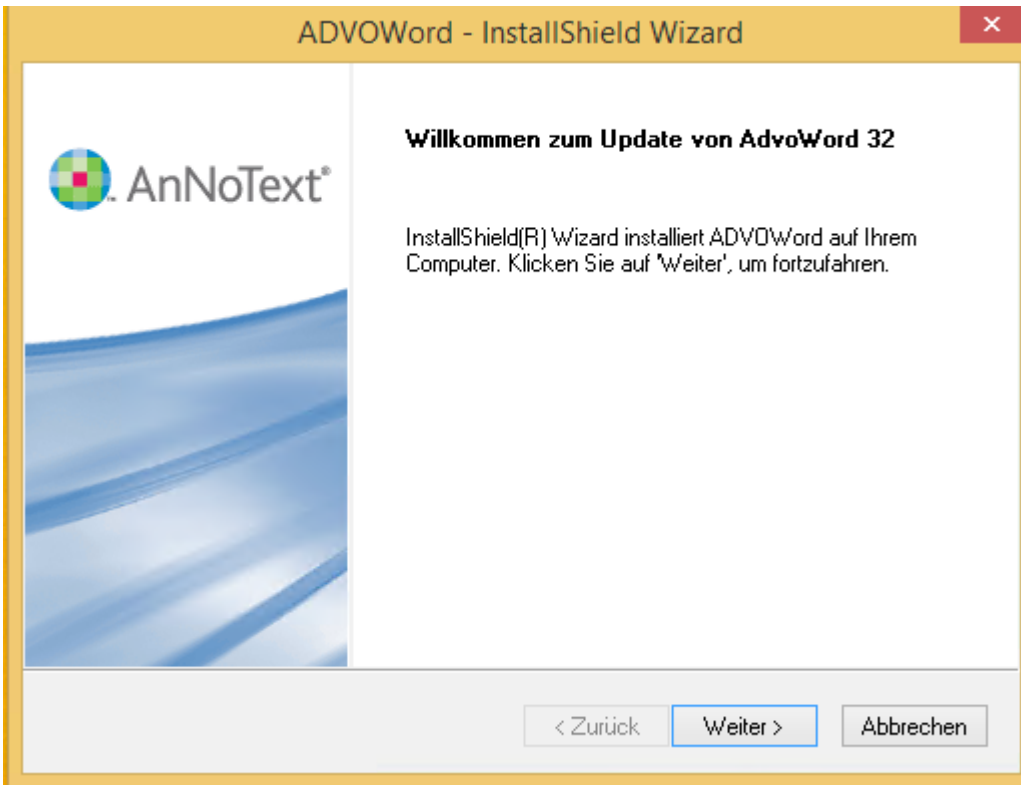 ADVOWord - InstallShield Wizard
Willkommen zum Update von AdvoWord 32
AnNoText®
InstallShield(R) Wizard installiert ADVOWord auf Ihrem
Computer. Klicken Sie auf 'Weiter', um fortzufahren.
< Zurück
Weiter >
Abbrechen